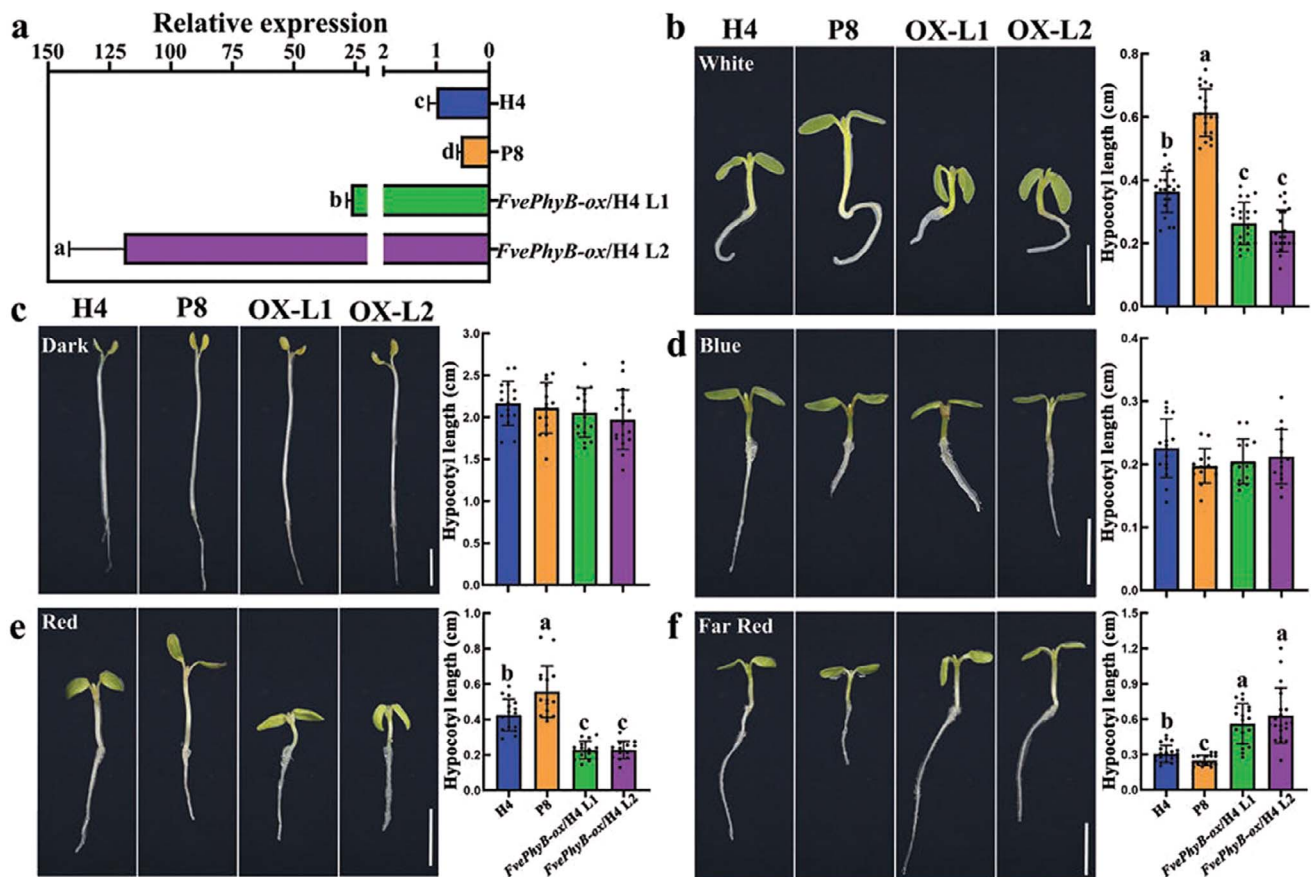 a
Relative expression
150 125 100 75 50 25 2 1 0
c H4
d P8
b FvePhyB-ox/H4 L1
a FvePhyB-ox/H4 L2
b
H4 P8 OX-L1 OX-L2
White
Hypocotyl length (cm)
0.8
0.6
0.4
0.2
0.0
b a c c
c
H4 P8 OX-L1 OX-L2
Dark
Hypocotyl length (cm)
3.0
2.5
2.0
1.5
1.0
0.5
0.0
d
Blue
Hypocotyl length (cm)
0.4
0.3
0.2
0.1
0.0
e
Red
Hypocotyl length (cm)
1.0
0.8
0.6
0.4
0.2
0.0
b a c c
H4
P8
FvePhyB-ox/H4 L1
FvePhyB-ox/H4 L2
f
Far Red
Hypocotyl length (cm)
1.5
1.2
0.9
0.6
0.3
0.0
b c a a
H4
P8
FvePhyB-ox/H4 L1
FvePhyB-ox/H4 L2